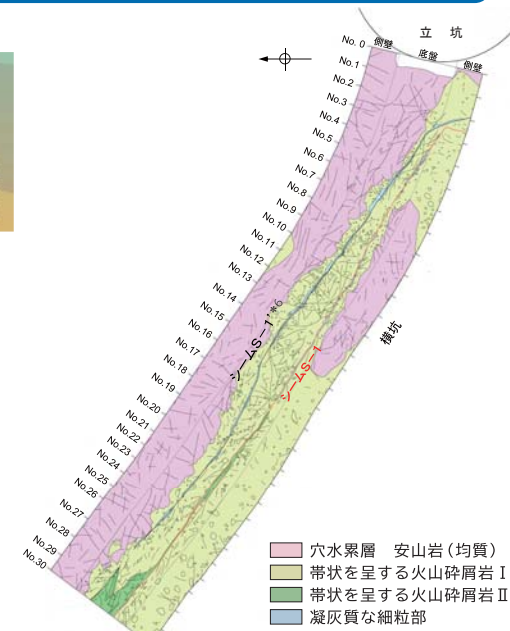 立 坑
No. 0
側壁
底盤
側壁
No.1
No.2
No.3
No.4
No.5
No.6
No.7
No.8
No.9
No.10
No.11
No.12
No.13
No.14
No.15
No.16
No.17
No.18
No.19
No.20
No.21
No.22
No.23
No.24
No.25
No.26
No.27
No.28
No.29
No.30
シームS-1'*6
シームS-1
横坑
穴水累層 安山岩(均質)
帯状を呈する火山砕屑岩Ⅰ
帯状を呈する火山砕屑岩Ⅱ
凝灰質な細粒部